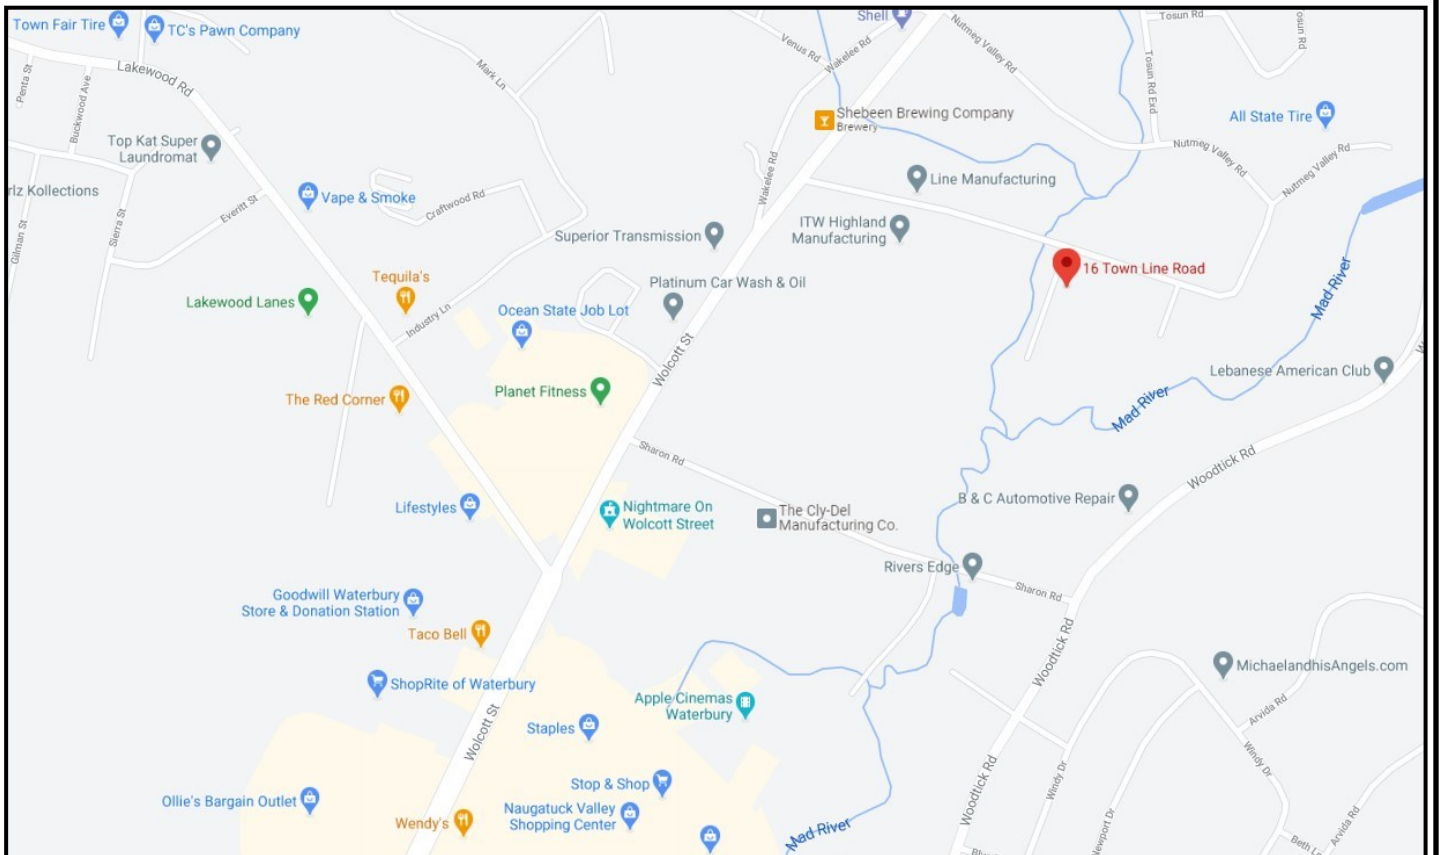 Town Fair Tire
TC's Pawn Company
Shell
Nutmeg Valley Rd
Tosun Rd
Tosun Rd
Venus Rd
Wakelee Rd
Lakewood Rd
Mark Ln
Penta St
Buckwood Ave
Tosun Rd Exd
Shebeen Brewing Company
Brewery
All State Tire
Top Kat Super
Laundromat
Nutmeg Valley Rd
Nutmeg Valley Rd
rlz Kollections
Vape & Smoke
Wakelee Rd
Line Manufacturing
Everitt St
Craftwood Rd
Sierra St
Gilman St
Superior Transmission
ITW Highland
Manufacturing
16 Town Line Road
Tequila's
Platinum Car Wash & Oil
Mad River
Lakewood Lanes
Ocean State Job Lot
Industry Ln
Wolcott St
Planet Fitness
Lebanese American Club
The Red Corner
Mad River
Sharon Rd
Woodtick Rd
Lifestyles
Nightmare On
Wolcott Street
The Cly-Del
Manufacturing Co.
B & C Automotive Repair
Rivers Edge
Sharon Rd
Goodwill Waterbury
Store & Donation Station
Taco Bell
Woodtick Rd
MichaelandhisAngels.com
ShopRite of Waterbury
Apple Cinemas
Waterbury
Arvida Rd
Staples
Wolcott St
Windy Dr
Stop & Shop
Woodtick Rd
Windy Dr
Ollie's Bargain Outlet
Naugatuck Valley
Shopping Center
Wendy's
Mad River
Newport Dr
Arvida Rd
Beth L